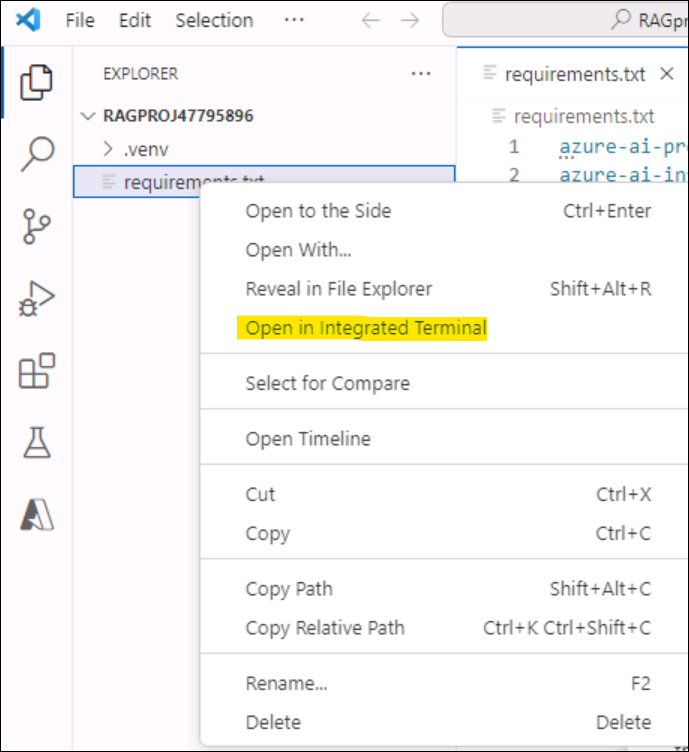 File Edit Selection ··· RAGpr
EXPLORER ···
requirements.txt
RAGPROJ47795896
requirements.txt
.venv
1 azure-ai-pr
requirements.txt
2 azure-ai-in
Open to the Side Ctrl+Enter
Open With...
Reveal in File Explorer Shift+Alt+R
Open in Integrated Terminal
Select for Compare
Open Timeline
Cut Ctrl+X
Copy Ctrl+C
Copy Path Shift+Alt+C
Copy Relative Path Ctrl+K Ctrl+Shift+C
Rename... F2
Delete Delete